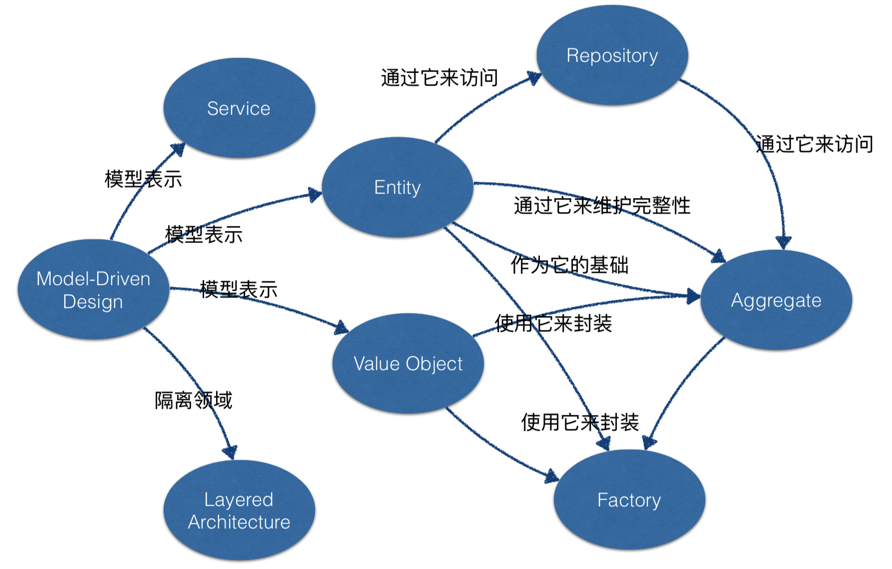 Repository
通过它来访问
Service
通过它来访问
模型表示
Entity
通过它来维护完整性
模型表示
作为它的基础
Model-Driven
Design
模型表示
Aggregate
使用它来封装
Value Object
隔离领域
使用它来封装
Layered
Architecture
Factory